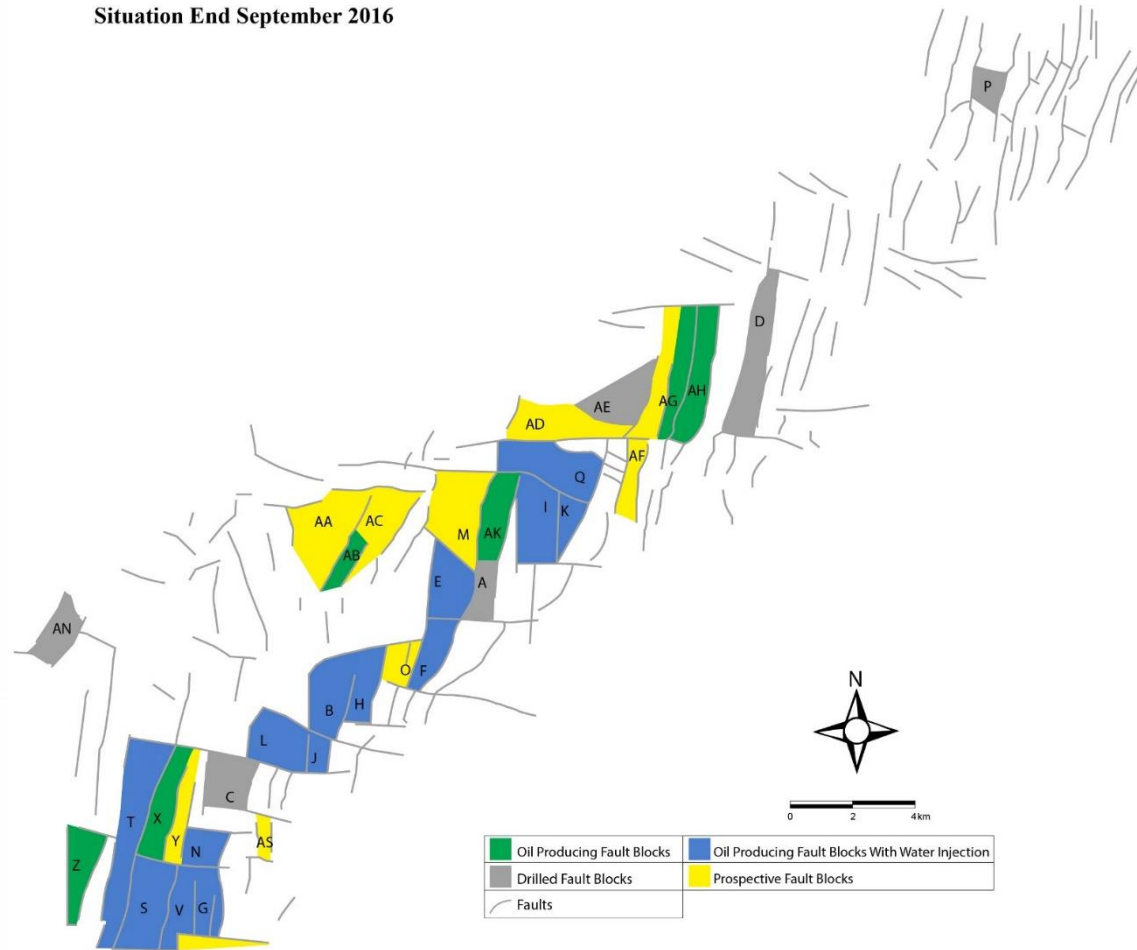 Situation End September 2016
P
D
AH
AG
AE
AD
AF
Q
I
K
AA
AC
M
AK
AB
E
A
AN
O
F
H
B
L
J
N
C
T
X
Y
N
AS
Z
S
V
G
0 2 4km
Oil Producing Fault Blocks
Oil Producing Fault Blocks With Water Injection
Drilled Fault Blocks
Prospective Fault Blocks
Faults